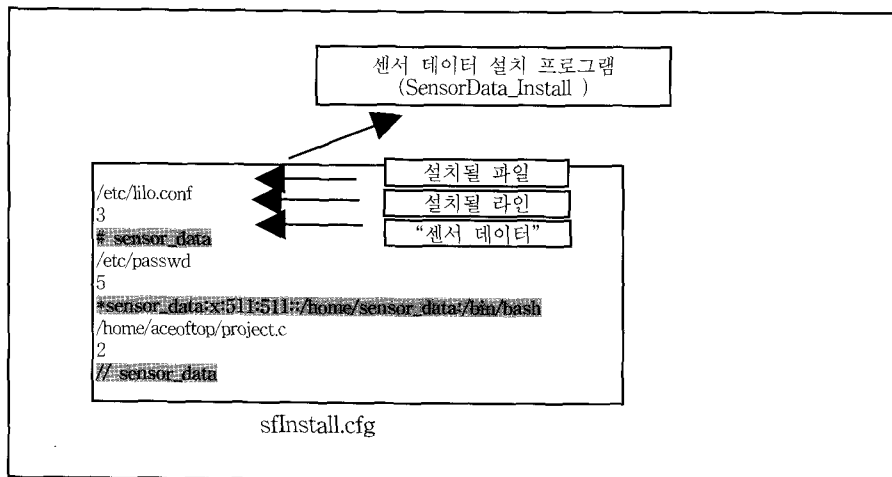 센서 데이터 설치 프로그램
(SensorData_Install )
설치될 파일
설치될 라인
“센서 데이터”
/etc/lilo.conf
3
# sensor_data
/etc/passwd
5
*sensor_data:x:511:511::/home/sensor_data:/bin/bash
/home/aceoftop/project.c
2
// sensor_data
sfInstall.cfg